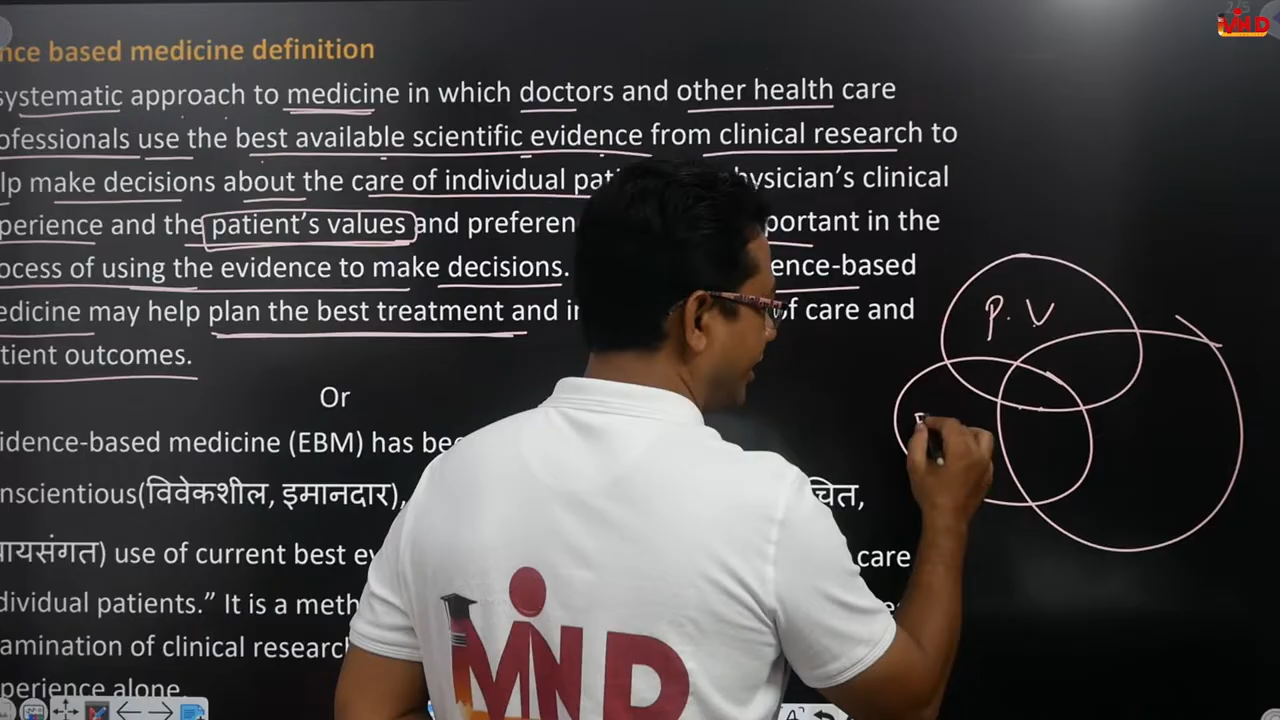 MIND
2/5
nce based medicine definition
systematic approach to medicine in which doctors and other health care
ofessionals use the best available scientific evidence from clinical research to
lp make decisions about the care of individual pati hysician's clinical
perience and the patient's values and preferen portant in the
ocess of using the evidence to make decisions. ence-based
edicine may help plan the best treatment and i of care and
tient outcomes.
Or
P.V
idence-based medicine (EBM) has be
nscientious(विवेकशील, इमानदार), चित,
ायसंगत) use of current best e care
dividual patients." It is a meth
amination of clinical researc
perience alone.
MIND